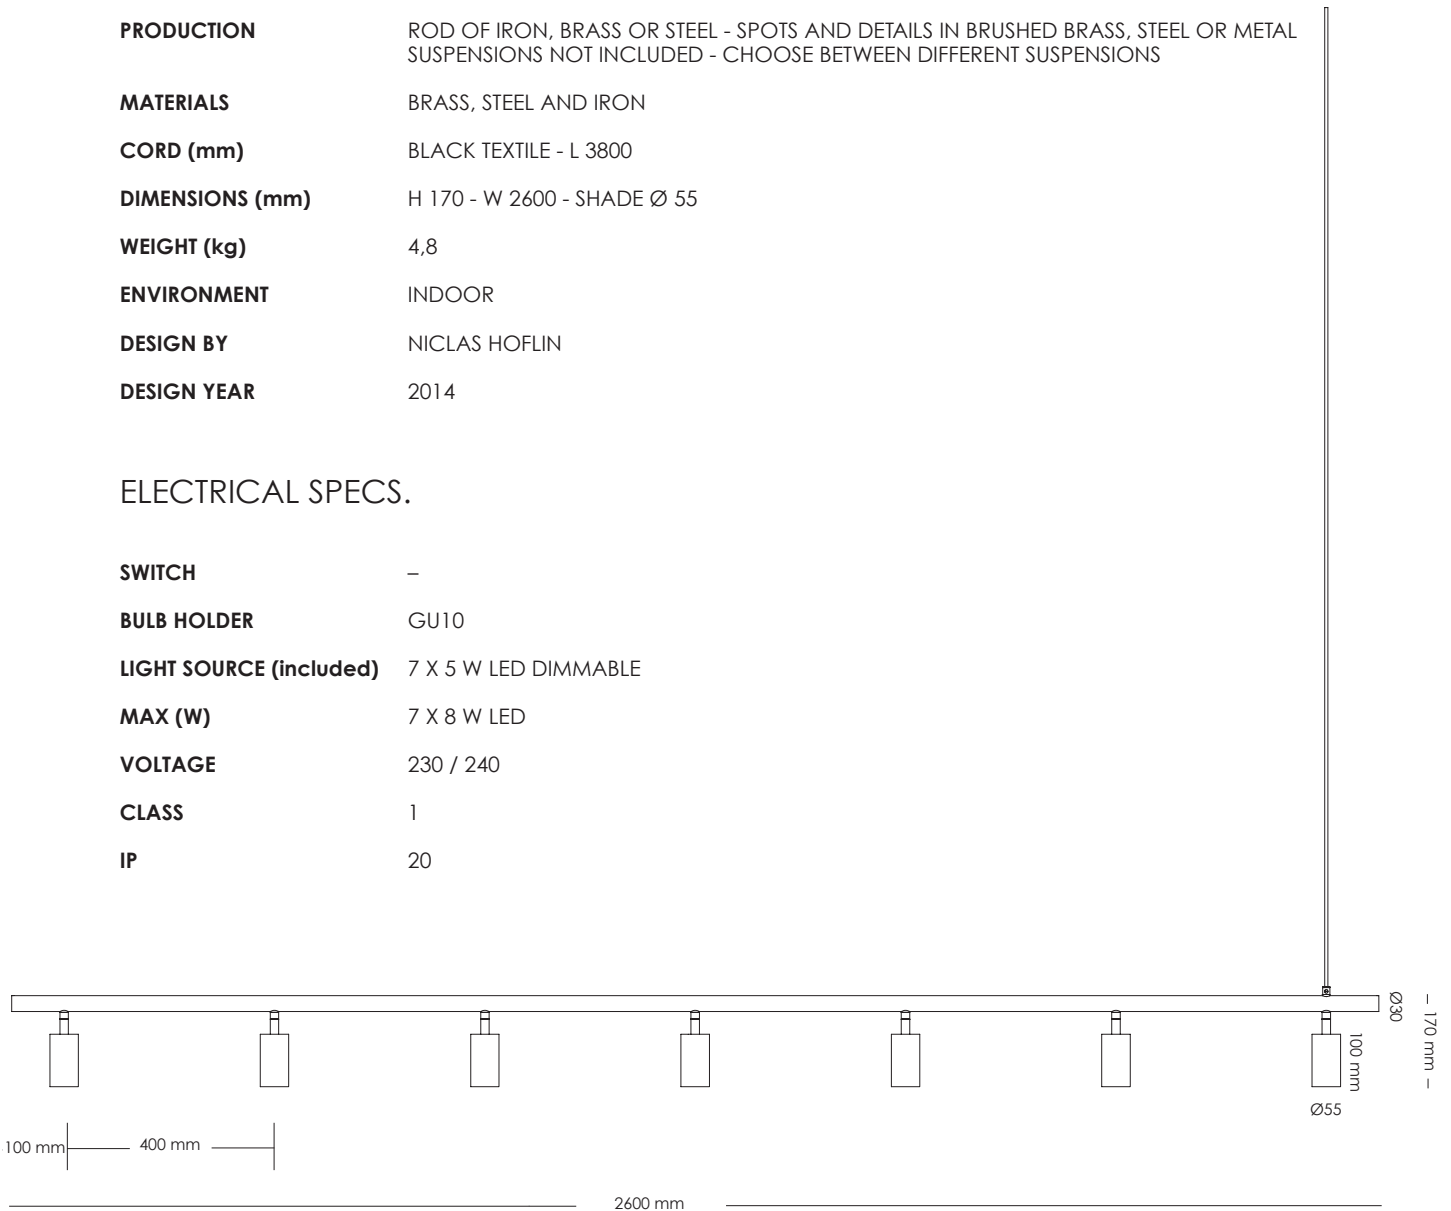 PRODUCTION ROD OF IRON, BRASS OR STEEL - SPOTS AND DETAILS IN BRUSHED BRASS, STEEL OR METAL
SUSPENSIONS NOT INCLUDED - CHOOSE BETWEEN DIFFERENT SUSPENSIONS
MATERIALS BRASS, STEEL AND IRON
CORD (mm) BLACK TEXTILE - L 3800
DIMENSIONS (mm) H 170 - W 2600 - SHADE Ø 55
WEIGHT (kg) 4,8
ENVIRONMENT INDOOR
DESIGN BY NICLAS HOFLIN
DESIGN YEAR 2014
ELECTRICAL SPECS.
SWITCH –
BULB HOLDER GU10
LIGHT SOURCE (included) 7 X 5 W LED DIMMABLE
MAX (W) 7 X 8 W LED
VOLTAGE 230 / 240
CLASS 1
IP 20
Ø30
– 170 mm –
100 mm
Ø55
100 mm
400 mm
2600 mm